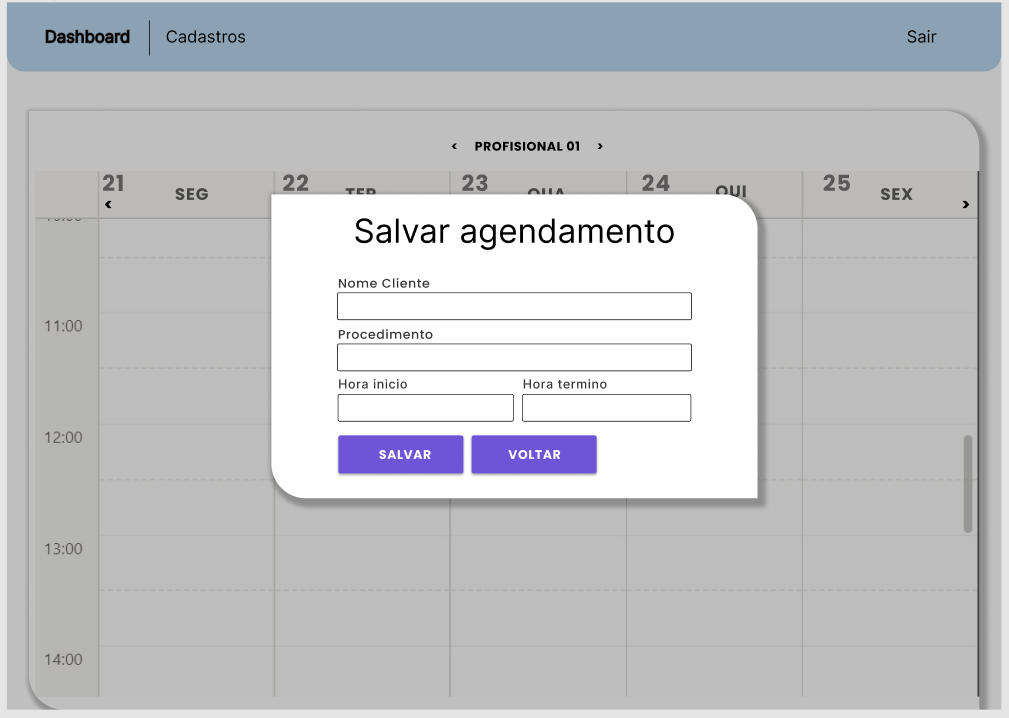 Dashboard Cadastros Sair
< PROFISIONAL 01 >
21 22 23 24 25
SEG TER QUA QUI SEX
< >
Salvar agendamento
Nome Cliente
Procedimento
11:00
Hora inicio Hora termino
12:00
SALVAR VOLTAR
13:00
14:00